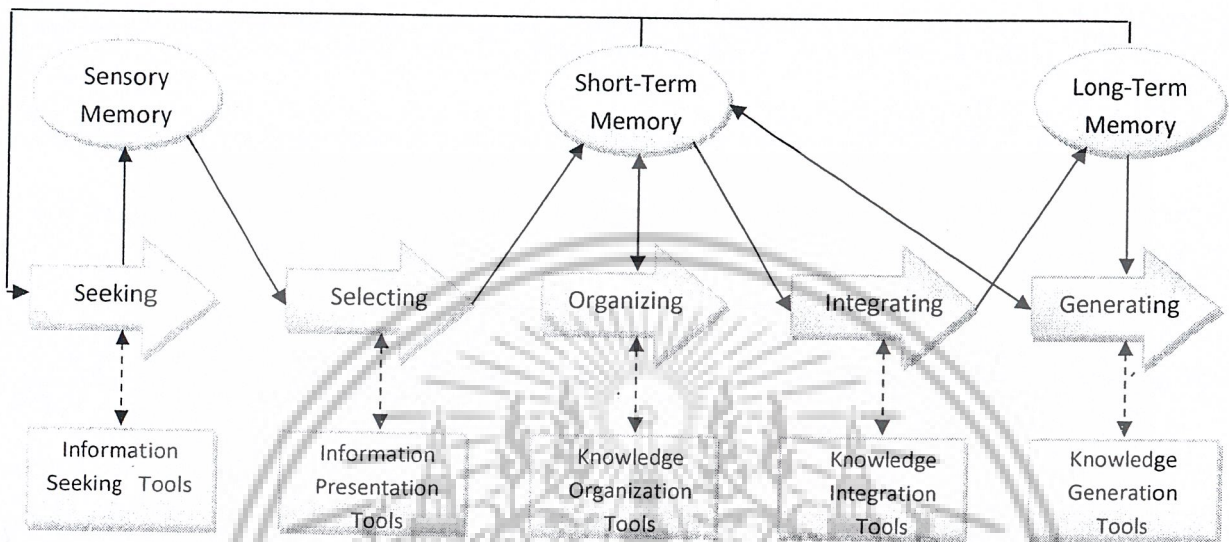 Sensory
Memory
Short-Term
Memory
Long-Term
Memory
Seeking
Selecting
Organizing
Integrating
Generating
Information
Seeking Tools
Information
Presentation
Tools
Knowledge
Organization
Tools
Knowledge
Integration
Tools
Knowledge
Generation
Tools